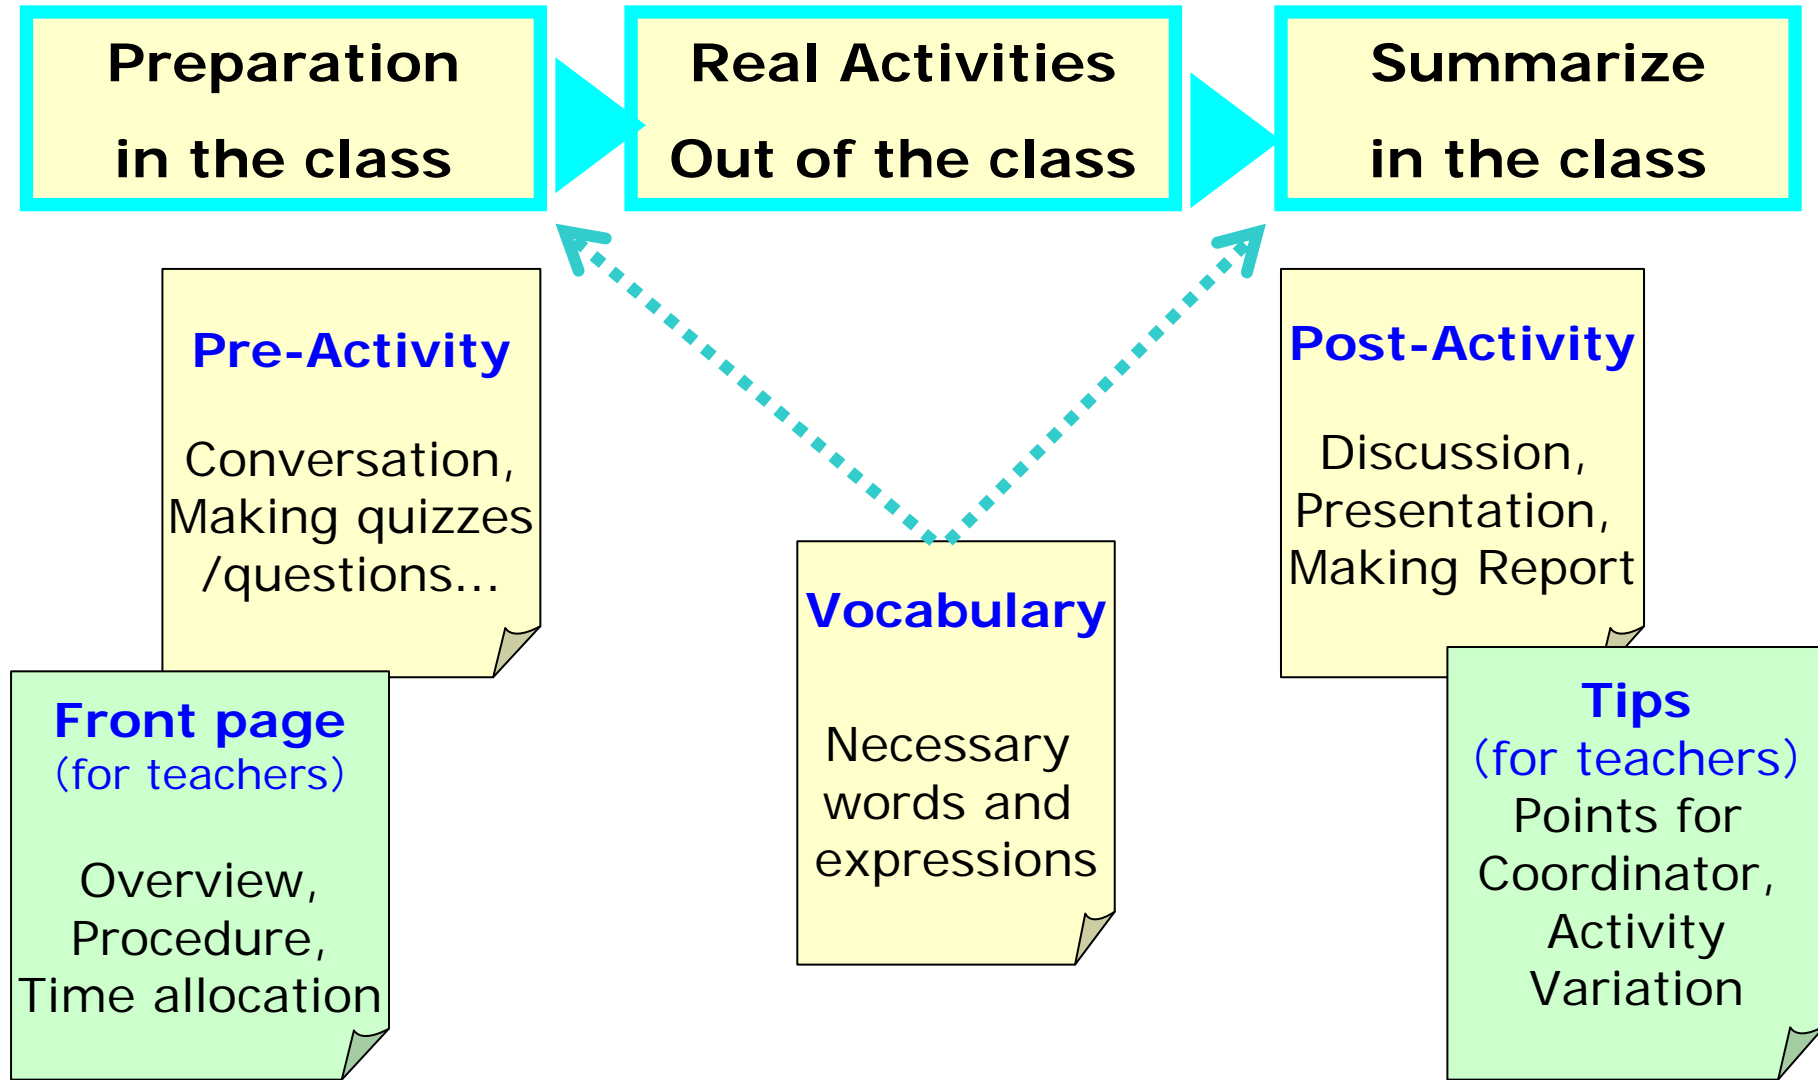 Preparation
in the class
Real Activities
Out of the class
Summarize
in the class
Pre-Activity
Conversation,
Making quizzes
/questions...
Front page
(for teachers)
Overview,
Procedure,
Time allocation
Vocabulary
Necessary
words and
expressions
Post-Activity
Discussion,
Presentation,
Making Report
Tips
(for teachers)
Points for
Coordinator,
Activity
Variation